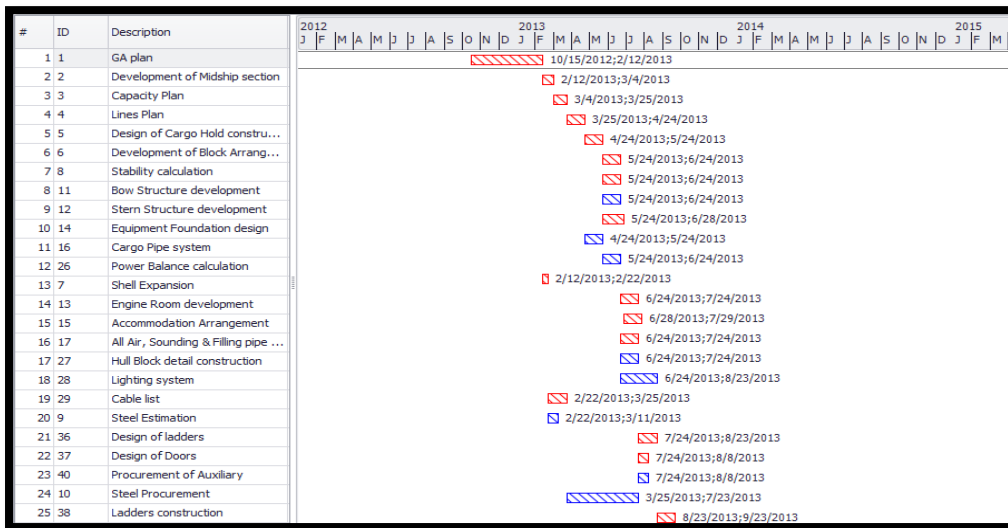 # ID Description
1 1 GA plan
2 2 Development of Midship section
3 3 Capacity Plan
4 4 Lines Plan
5 5 Design of Cargo Hold constru...
6 6 Development of Block Arrang...
7 8 Stability calculation
8 11 Bow Structure development
9 12 Stern Structure development
10 14 Equipment Foundation design
11 16 Cargo Pipe system
12 26 Power Balance calculation
13 7 Shell Expansion
14 13 Engine Room development
15 15 Accommodation Arrangement
16 17 All Air, Sounding & Filling pipe ...
17 27 Hull Block detail construction
18 28 Lighting system
19 29 Cable list
20 9 Steel Estimation
21 36 Design of ladders
22 37 Design of Doors
23 40 Procurement of Auxiliary
24 10 Steel Procurement
25 38 Ladders construction
2012 2013 2014 2015
J F M A M J J A S O N D J F M A M J J A S O N D J F M A M J J A S O N D J F M
10/15/2012;2/12/2013
2/12/2013;3/4/2013
3/4/2013;3/25/2013
3/25/2013;4/24/2013
4/24/2013;5/24/2013
5/24/2013;6/24/2013
5/24/2013;6/24/2013
5/24/2013;6/24/2013
5/24/2013;6/28/2013
4/24/2013;5/24/2013
5/24/2013;6/24/2013
2/12/2013;2/22/2013
6/24/2013;7/24/2013
6/28/2013;7/29/2013
6/24/2013;7/24/2013
6/24/2013;7/24/2013
6/24/2013;8/23/2013
2/22/2013;3/25/2013
2/22/2013;3/11/2013
7/24/2013;8/23/2013
7/24/2013;8/8/2013
7/24/2013;8/8/2013
3/25/2013;7/23/2013
8/23/2013;9/23/2013